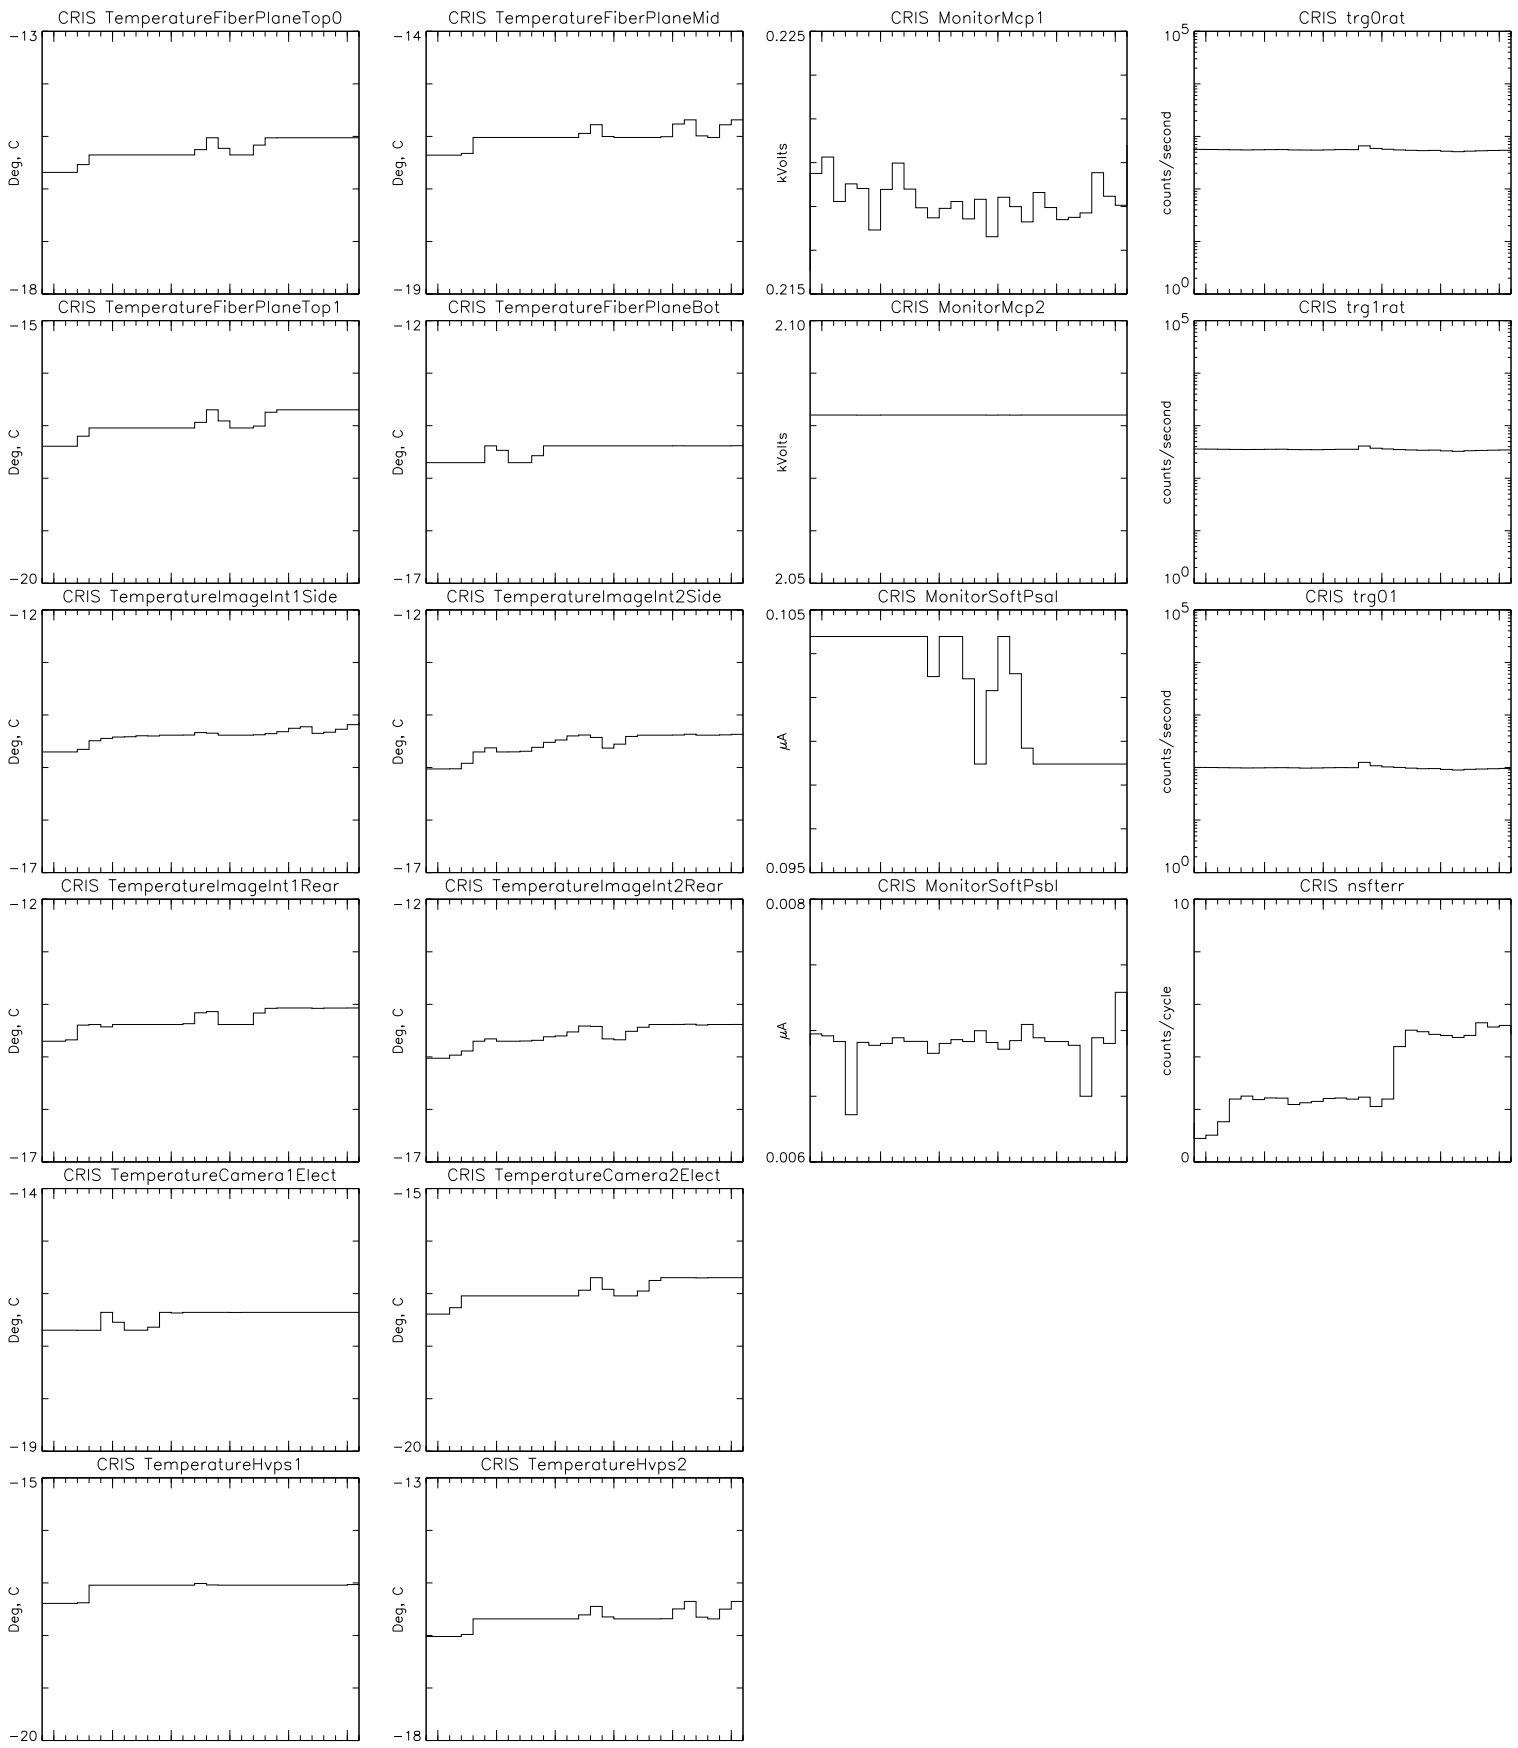 CRIS TemperatureFiberPlaneTop0
-13
Deg, C
-18
CRIS TemperatureFiberPlaneMid
-14
Deg, C
-19
CRIS MonitorMcp1
0.225
kVolts
0.215
CRIS trg0rat
10^5
counts/second
10^0
CRIS TemperatureFiberPlaneTop1
-15
Deg, C
-20
CRIS TemperatureFiberPlaneBot
-12
Deg, C
-17
CRIS MonitorMcp2
2.10
kVolts
2.05
CRIS trg1rat
10^5
counts/second
10^0
CRIS TemperatureImageInt1Side
-12
Deg, C
-17
CRIS TemperatureImageInt2Side
-12
Deg, C
-17
CRIS MonitorSoftPsaI
0.105
μA
0.095
CRIS trg01
10^5
counts/second
10^0
CRIS TemperatureImageInt1Rear
-12
Deg, C
-17
CRIS TemperatureImageInt2Rear
-12
Deg, C
-17
CRIS MonitorSoftPsbI
0.008
μA
0.006
CRIS nsfterr
10
counts/cycle
0
CRIS TemperatureCamera1Elect
-14
Deg, C
-19
CRIS TemperatureCamera2Elect
-15
Deg, C
-20
CRIS TemperatureHvps1
-15
Deg, C
-20
CRIS TemperatureHvps2
-13
Deg, C
-18